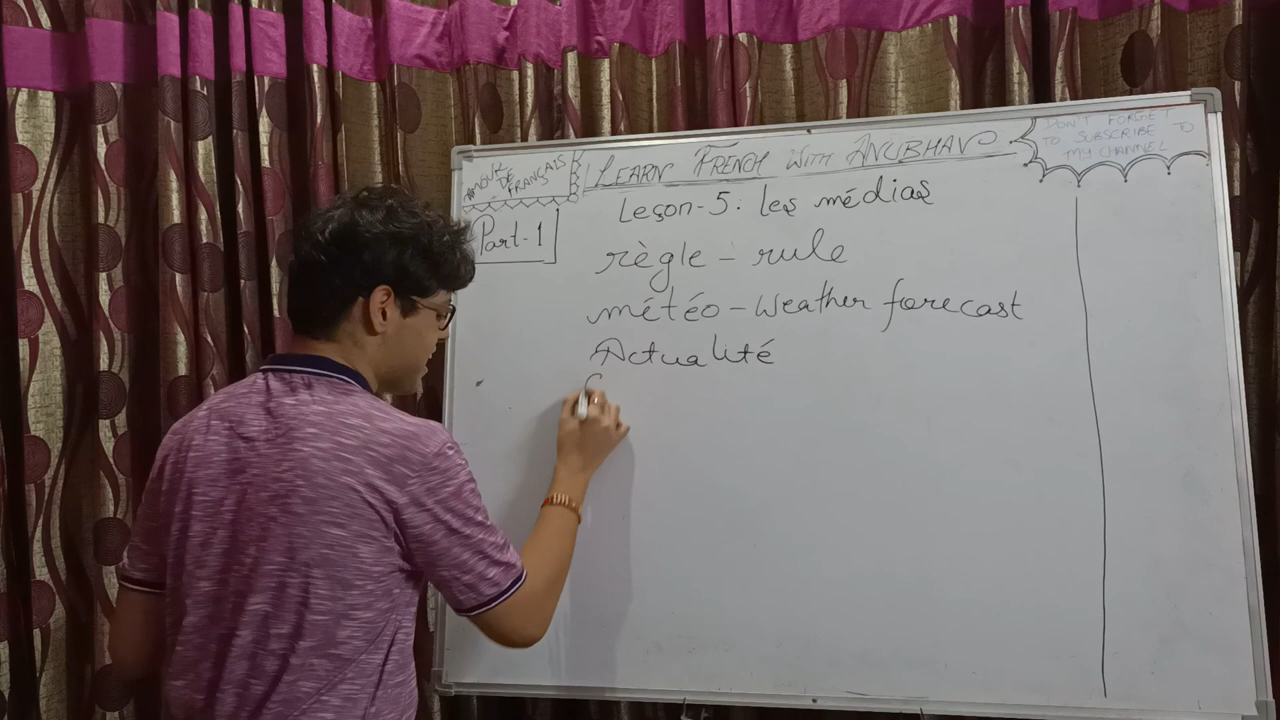 AMOUR DE FRANÇAIS
LEARN FRENCH WITH ANUBHAV
DON'T FORGET
TO SUBSCRIBE TO
MY CHANNEL
Part-1
Leçon-5: les médias
règle - rule
météo - Weather forecast
Actualité